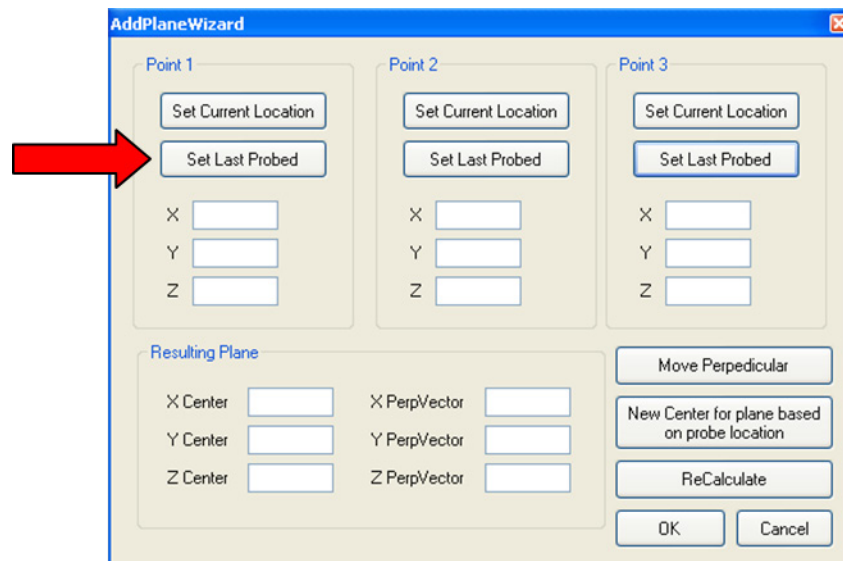 AddPlaneWizard
Point 1
Point 2
Point 3
Set Current Location
Set Current Location
Set Current Location
Set Last Probed
Set Last Probed
Set Last Probed
X
X
X
Y
Y
Y
Z
Z
Z
Resulting Plane
X Center
X PerpVector
Y Center
Y PerpVector
Z Center
Z PerpVector
Move Perpedicular
New Center for plane based
on probe location
ReCalculate
OK
Cancel